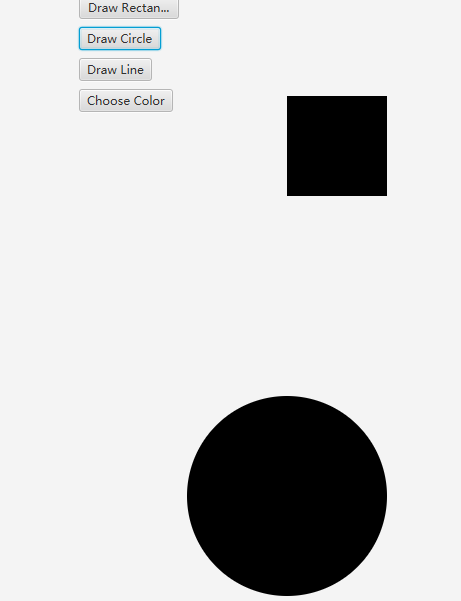 Draw Rectan...
Draw Circle
Draw Line
Choose Color